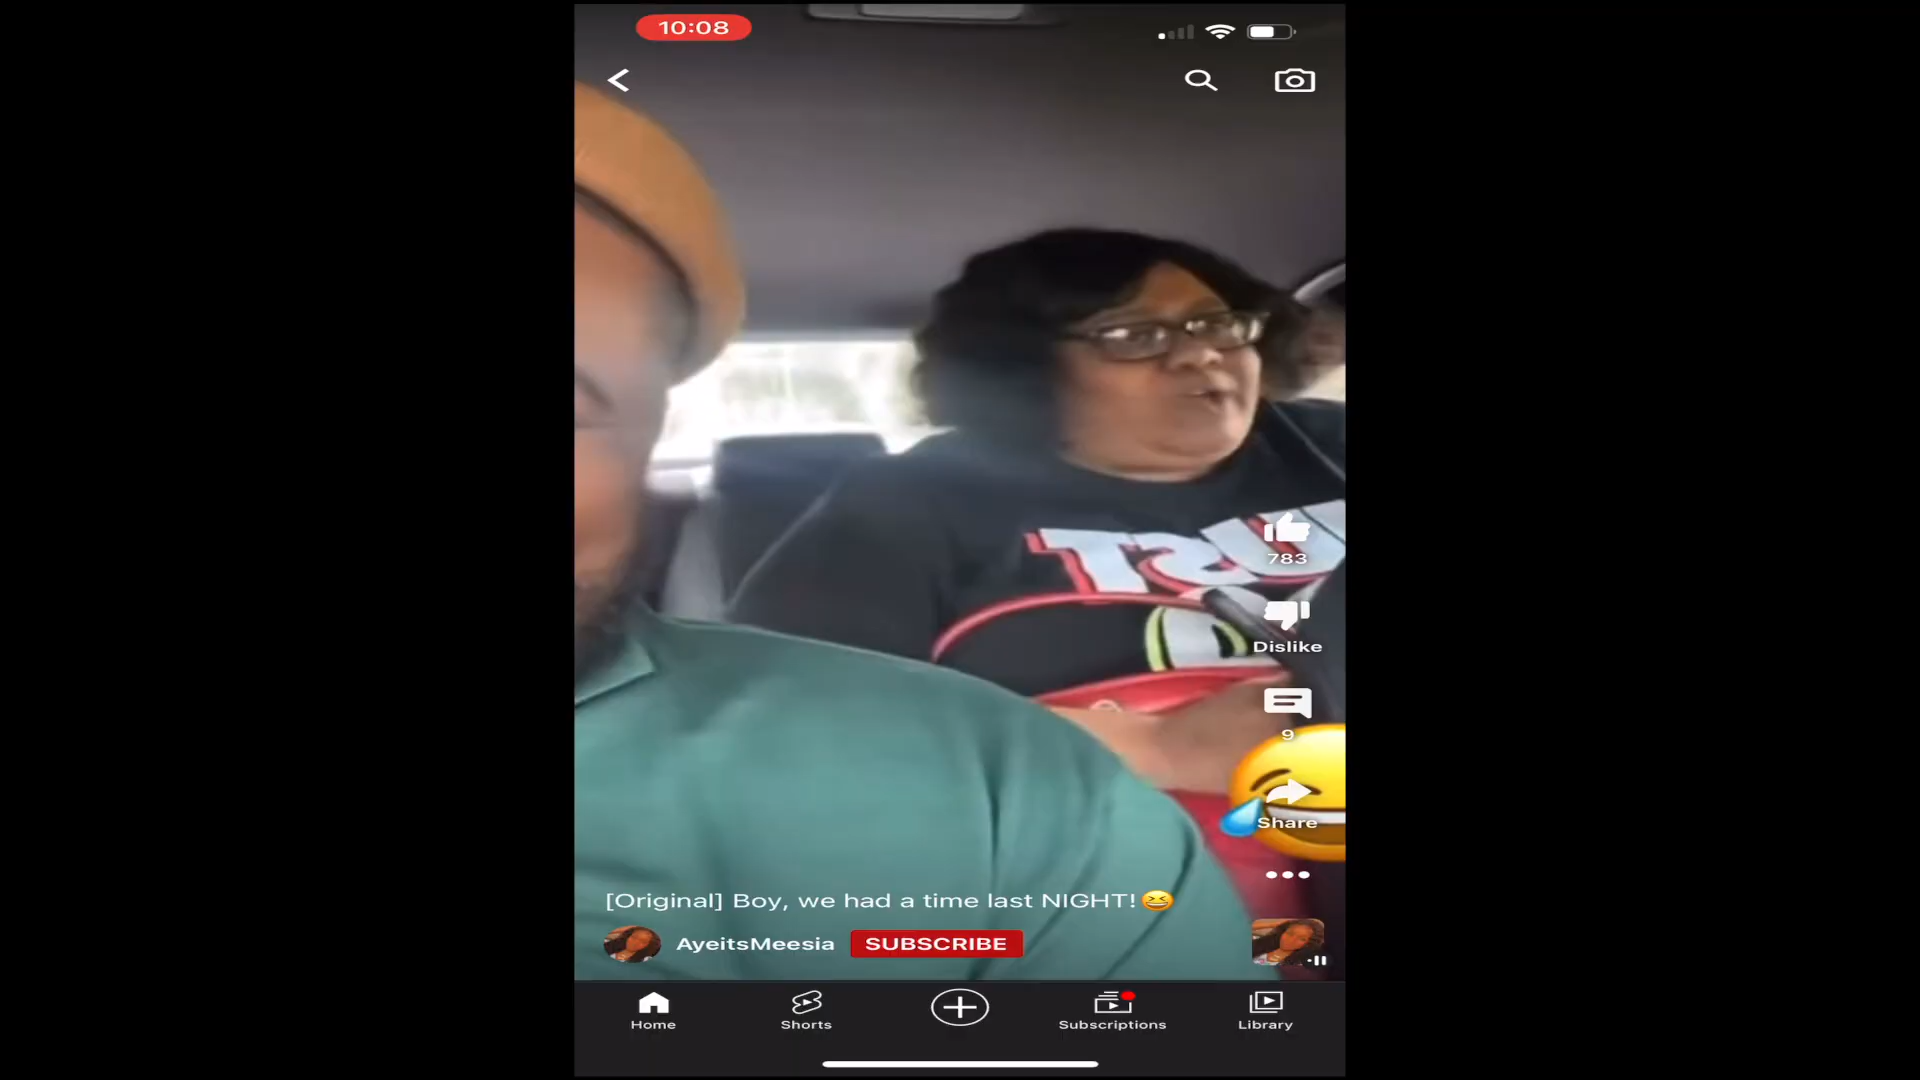 10:08
TRUST
783
Dislike
9
Share
[Original] Boy, we had a time last NIGHT!😆
AyeitsMeesia SUBSCRIBE
Home Shorts Subscriptions Library